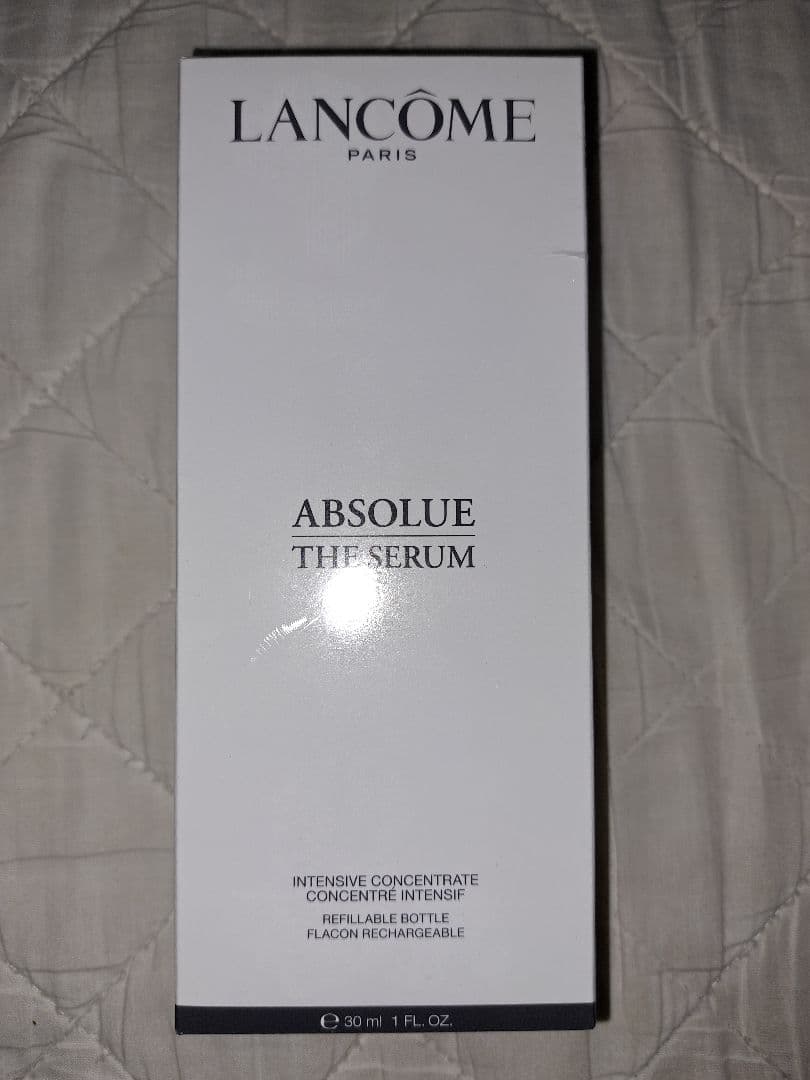 LANCÔME
PARIS
ABSOLUE
THE SERUM
INTENSIVE CONCENTRATE
CONCENTRÉ INTENSIF
REFILLABLE BOTTLE
FLACON RECHARGEABLE
℮ 30 ml 1 FL. OZ.